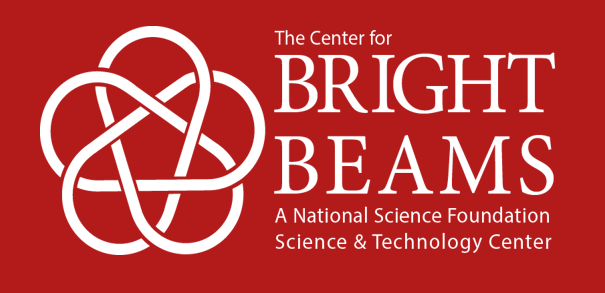 The Center for
BRIGHT
BEAMS
A National Science Foundation
Science & Technology Center